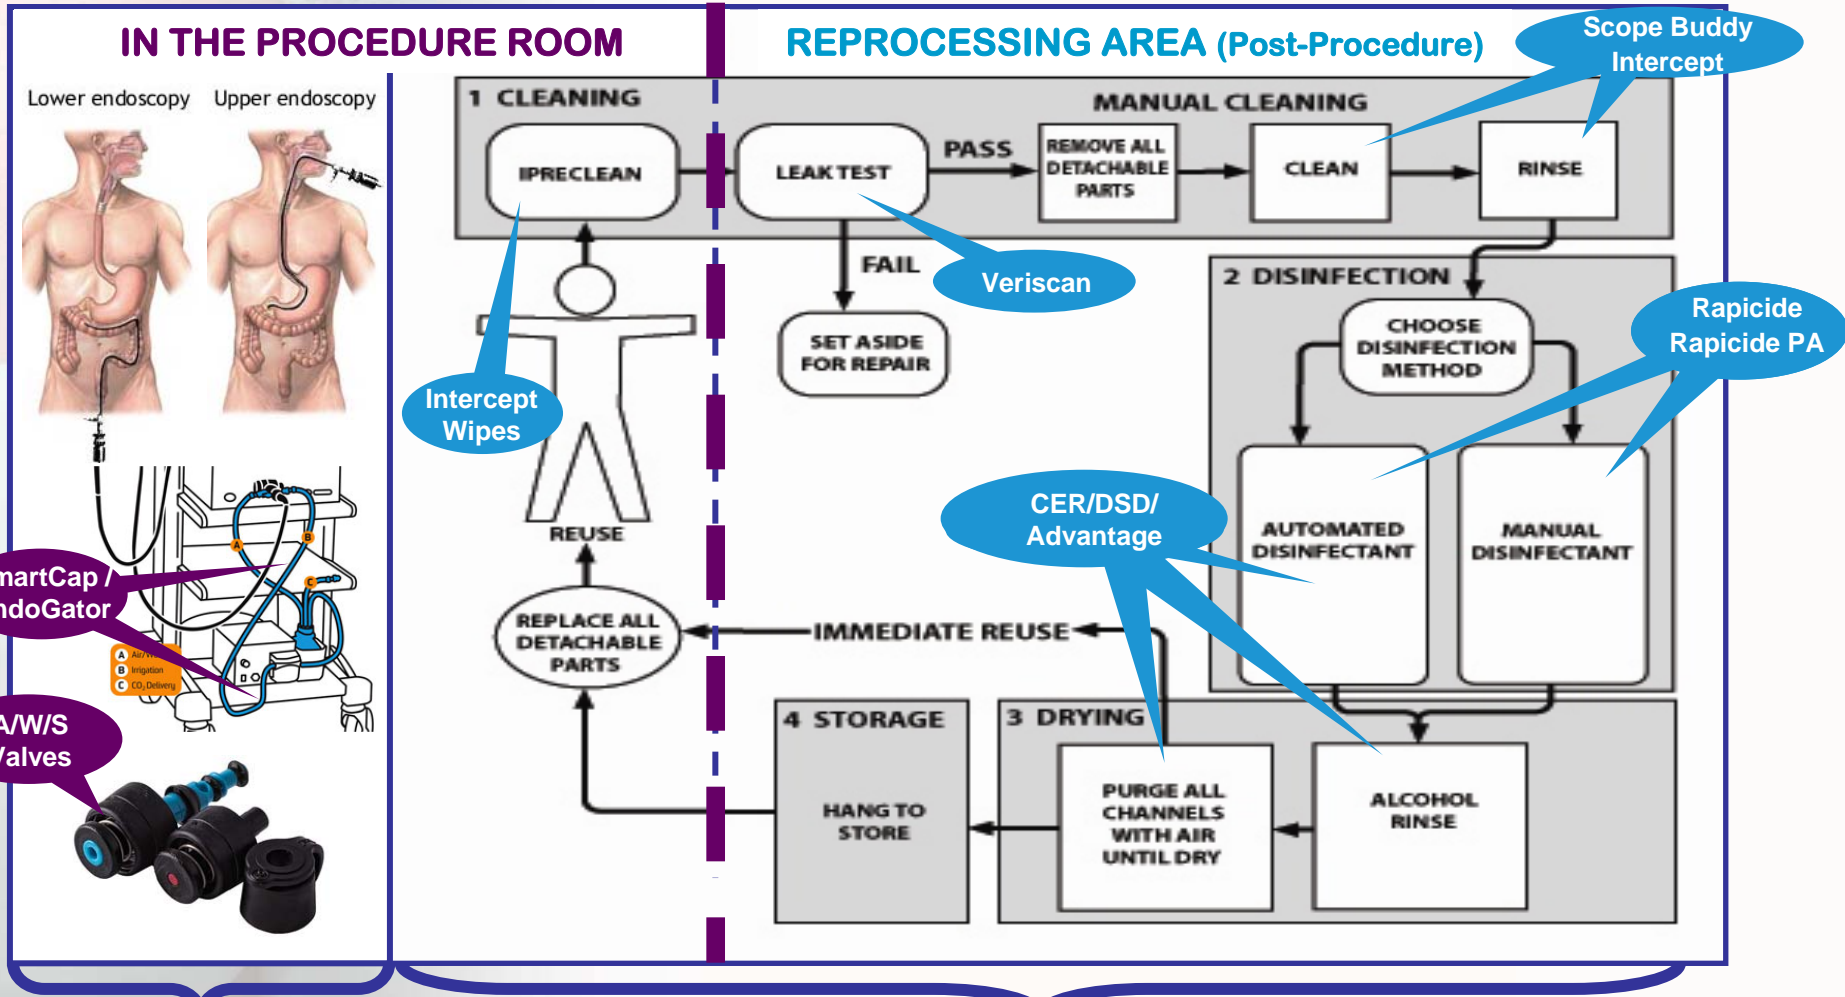 IN THE PROCEDURE ROOM
REPROCESSING AREA (Post-Procedure)
Scope Buddy
Intercept
Lower endoscopy
Upper endoscopy
1 CLEANING
MANUAL CLEANING
IPRECLEAN
LEAK TEST
PASS
REMOVE ALL
DETACHABLE
PARTS
CLEAN
RINSE
FAIL
Veriscan
SET ASIDE
FOR REPAIR
Intercept
Wipes
2 DISINFECTION
CHOOSE
DISINFECTION
METHOD
Rapicide
Rapicide PA
AUTOMATED
DISINFECTANT
MANUAL
DISINFECTANT
CER/DSD/
Advantage
REUSE
REPLACE ALL
DETACHABLE
PARTS
IMMEDIATE REUSE
4 STORAGE
HANG TO
STORE
3 DRYING
PURGE ALL
CHANNELS
WITH AIR
UNTIL DRY
ALCOHOL
RINSE
A
B
C
martCap /
ndoGator
A Air/W
B Irrigation
C CO₂ Delivery
A/W/S
Valves